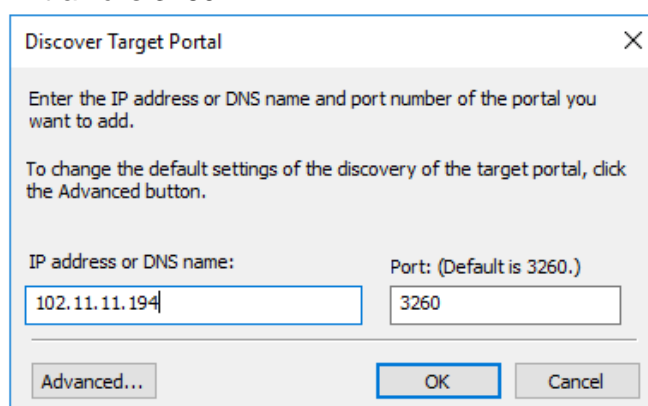 Discover Target Portal
Enter the IP address or DNS name and port number of the portal you
want to add.
To change the default settings of the discovery of the target portal, click
the Advanced button.
IP address or DNS name:
Port: (Default is 3260.)
102.11.11.194
3260
Advanced...
OK
Cancel